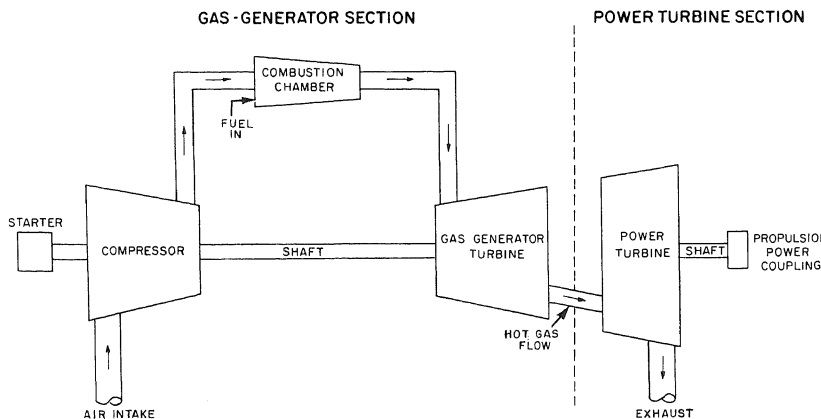 GAS-GENERATOR SECTION
POWER TURBINE SECTION
COMBUSTION
CHAMBER
FUEL
IN
STARTER
COMPRESSOR
SHAFT
GAS GENERATOR
TURBINE
POWER
TURBINE
SHAFT
PROPULSION
POWER
COUPLING
HOT GAS
FLOW
AIR INTAKE
EXHAUST